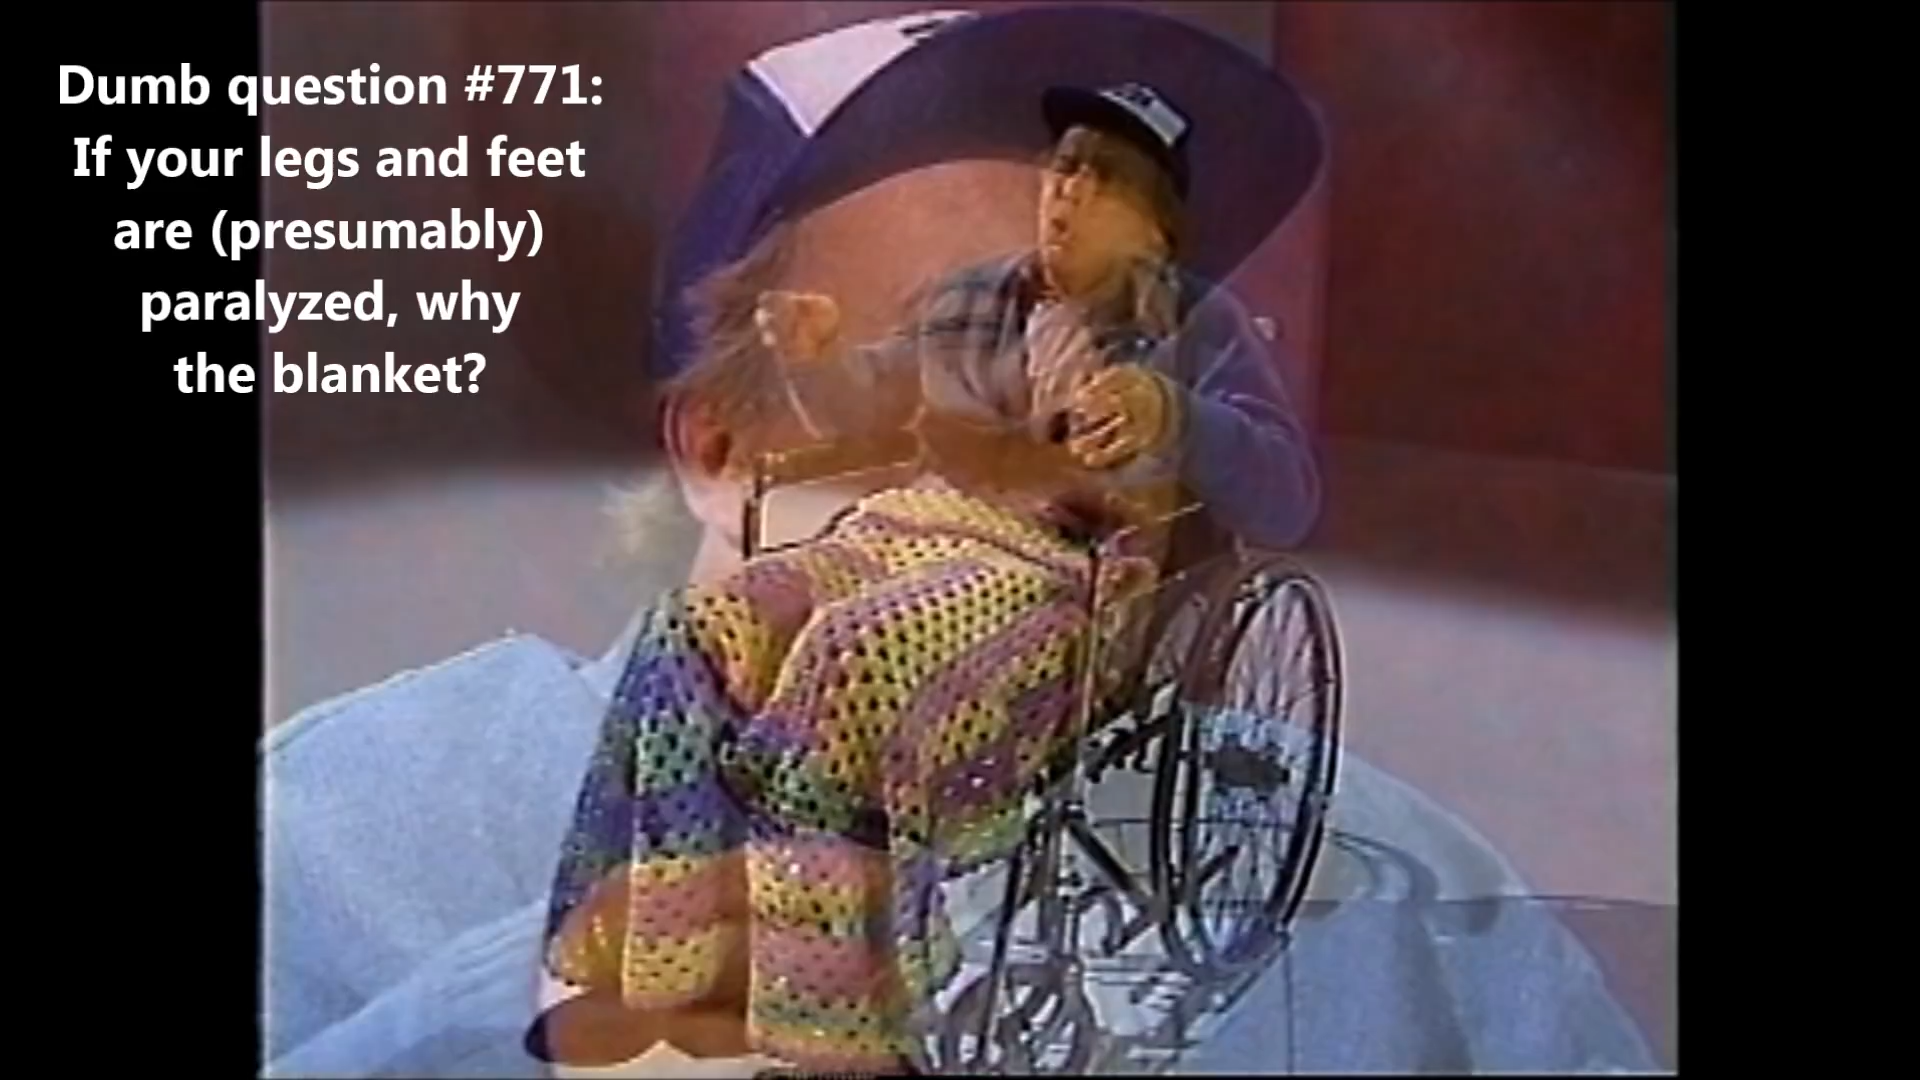 Dumb question #771:
If your legs and feet
are (presumably)
paralyzed, why
the blanket?